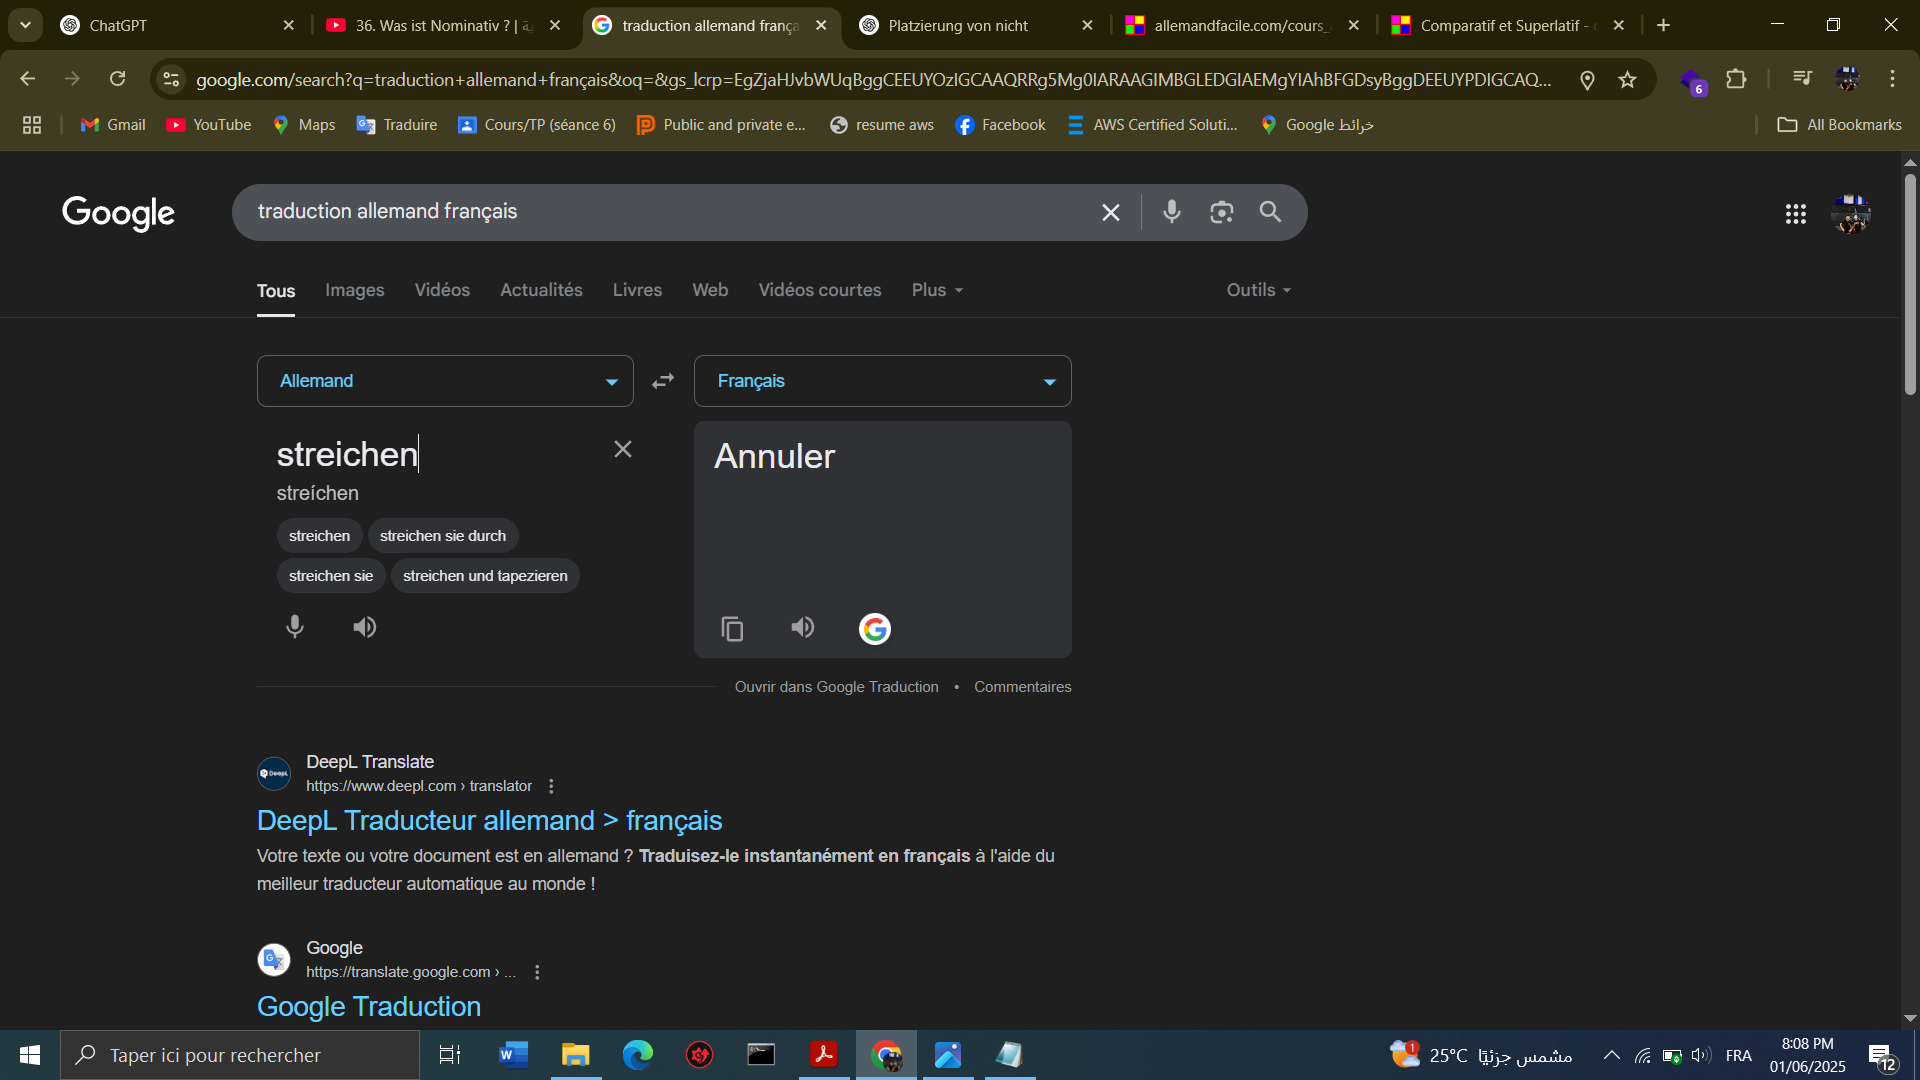 ChatGPT
36. Was ist Nominativ ? |
traduction allemand frança
Platzierung von nicht
allemandfacile.com/cours_
Comparatif et Superlatif -
google.com/search?q=traduction+allemand+français&oq=&gs_lcrp=EgZjaHJvbWUqBggCEEUYOzIGCAAQRRg5Mg0IARAAGIMBGLEDGIAEMgYIAhBFGDsyBggDEEUYPDIGCAQ...
6
Gmail
YouTube
Maps
Traduire
Cours/TP (séance 6)
Public and private e...
resume aws
Facebook
AWS Certified Soluti...
Google خرائط
All Bookmarks
Google
traduction allemand français
Tous
Images
Vidéos
Actualités
Livres
Web
Vidéos courtes
Plus
Outils
Allemand
Français
streichen
Annuler
streíchen
streichen
streichen sie durch
streichen sie
streichen und tapezieren
Ouvrir dans Google Traduction • Commentaires
DeepL
DeepL Translate
https://www.deepl.com › translator
DeepL Traducteur allemand > français
Votre texte ou votre document est en allemand ? Traduisez-le instantanément en français à l'aide du
meilleur traducteur automatique au monde !
Google
https://translate.google.com › ...
Google Traduction
Taper ici pour rechercher
1
25°C مشمس جزئيًا
FRA
8:08 PM
01/06/2025
12